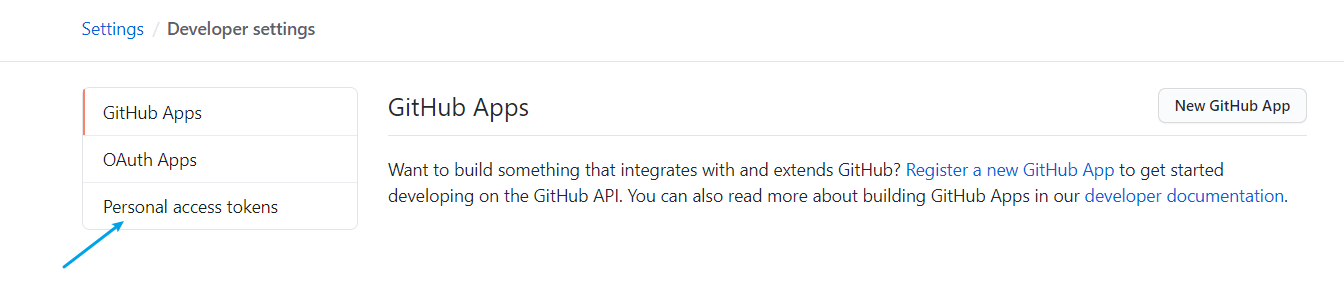 Settings / Developer settings
GitHub Apps
OAuth Apps
Personal access tokens
GitHub Apps
New GitHub App
Want to build something that integrates with and extends GitHub? Register a new GitHub App to get started
developing on the GitHub API. You can also read more about building GitHub Apps in our developer documentation.